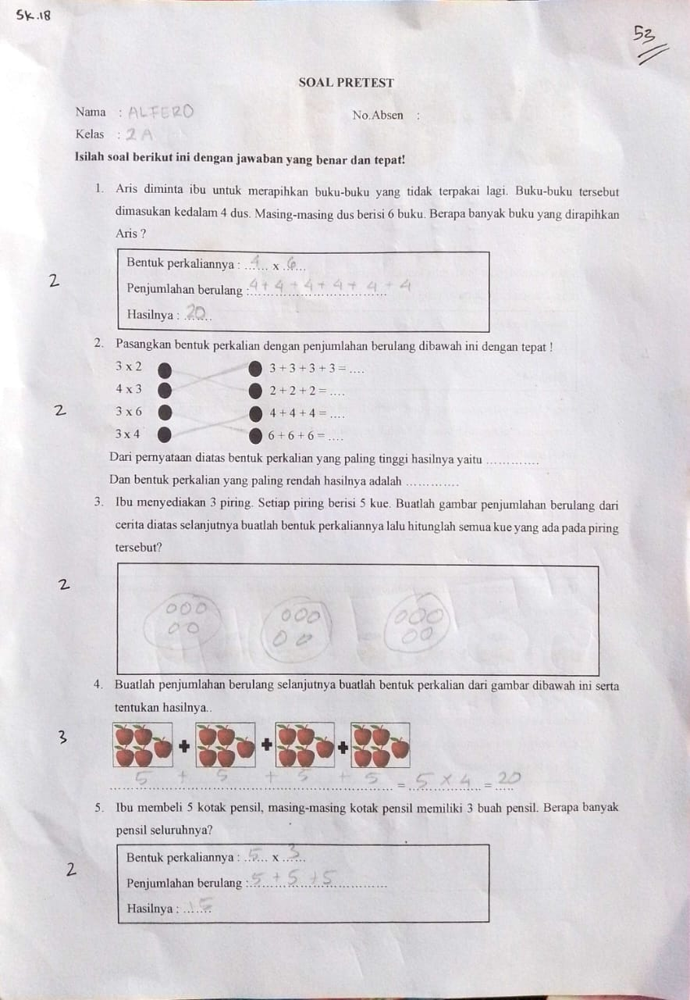 SK.18
53
SOAL PRETEST
Nama : ALFERO No.Absen :
Kelas : 2 A
Isilah soal berikut ini dengan jawaban yang benar dan tepat!
1. Aris diminta ibu untuk merapihkan buku-buku yang tidak terpakai lagi. Buku-buku tersebut
dimasukan kedalam 4 dus. Masing-masing dus berisi 6 buku. Berapa banyak buku yang dirapihkan
Aris ?
Bentuk perkaliannya : ..4... x ..6...
2
Penjumlahan berulang : 4 + 4 + 4 + 4 + 4 + 4
Hasilnya : 20
2. Pasangkan bentuk perkalian dengan penjumlahan berulang dibawah ini dengan tepat !
3 x 2 3 + 3 + 3 + 3 = ....
4 x 3 2 + 2 + 2 = ....
2 3 x 6 4 + 4 + 4 = ....
3 x 4 6 + 6 + 6 = ....
Dari pernyataan diatas bentuk perkalian yang paling tinggi hasilnya yaitu .............
Dan bentuk perkalian yang paling rendah hasilnya adalah .............
3. Ibu menyediakan 3 piring. Setiap piring berisi 5 kue. Buatlah gambar penjumlahan berulang dari
cerita diatas selanjutnya buatlah bentuk perkaliannya lalu hitunglah semua kue yang ada pada piring
tersebut?
2
4. Buatlah penjumlahan berulang selanjutnya buatlah bentuk perkalian dari gambar dibawah ini serta
tentukan hasilnya..
3
+ + +
5 + 5 + 5 + 5 = 5 x 4 = 20
5. Ibu membeli 5 kotak pensil, masing-masing kotak pensil memiliki 3 buah pensil. Berapa banyak
pensil seluruhnya?
Bentuk perkaliannya : ..5... x ..3...
2
Penjumlahan berulang : 5 + 5 + 5
Hasilnya : 15